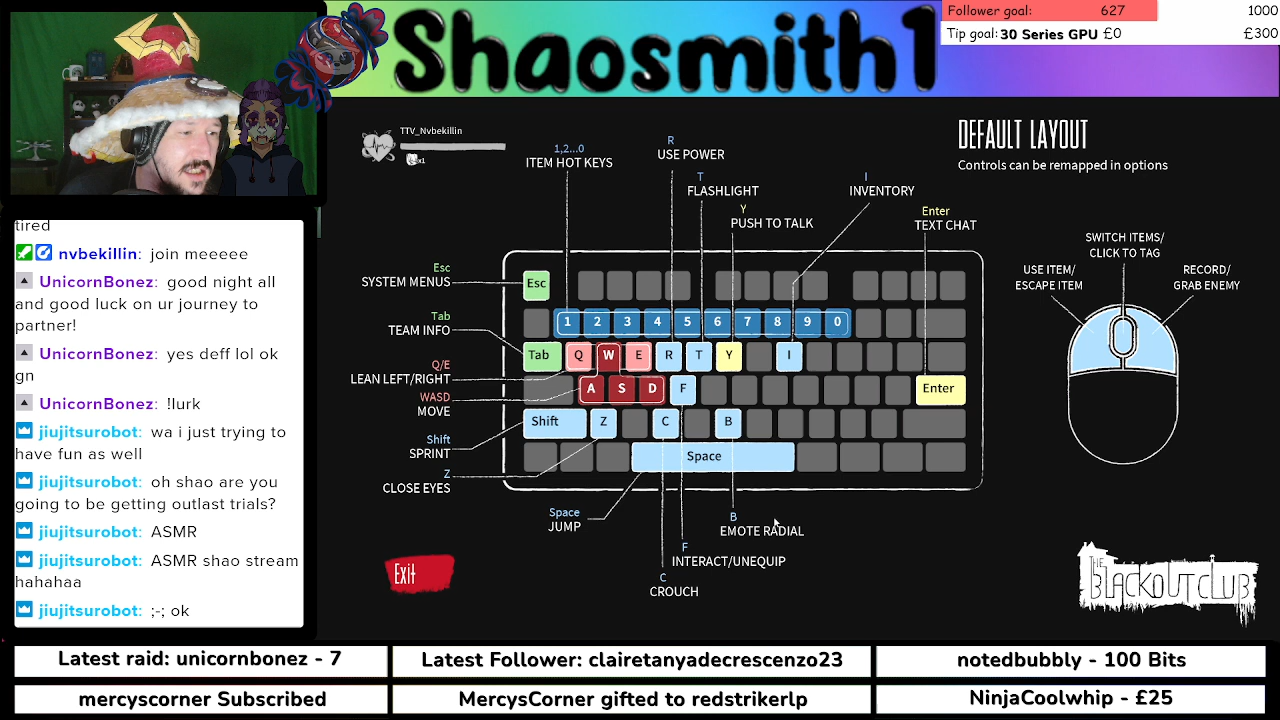 Shaosmith1
Follower goal: 627 1000
Tip goal: 30 Series GPU £0 £300
tired
nvbekillin: join meeeee
UnicornBonez: good night all
and good luck on ur journey to
partner!
UnicornBonez: yes deff lol ok
gn
UnicornBonez: !lurk
jiujitsurobot: wa i just trying to
have fun as well
jiujitsurobot: oh shao are you
going to be getting outlast trials?
jiujitsurobot: ASMR
jiujitsurobot: ASMR shao stream
hahahaa
jiujitsurobot: ;-; ok
TTV_Nvbekillin
x1
DEFAULT LAYOUT
Controls can be remapped in options
1,2...0
ITEM HOT KEYS
R
USE POWER
T
FLASHLIGHT
Y
PUSH TO TALK
I
INVENTORY
Enter
TEXT CHAT
Esc
SYSTEM MENUS
Tab
TEAM INFO
Q/E
LEAN LEFT/RIGHT
WASD
MOVE
Shift
SPRINT
Z
CLOSE EYES
Space
JUMP
C
CROUCH
F
INTERACT/UNEQUIP
B
EMOTE RADIAL
Esc
1 2 3 4 5 6 7 8 9 0
Tab Q W E R T Y I
A S D F Enter
Shift Z C B
Space
SWITCH ITEMS/
CLICK TO TAG
USE ITEM/
ESCAPE ITEM
RECORD/
GRAB ENEMY
Exit
THE
BLACKOUT CLUB
Latest raid: unicornbonez - 7
Latest Follower: clairetanyadecrescenzo23
notedbubbly - 100 Bits
mercyscorner Subscribed
MercysCorner gifted to redstrikerlp
NinjaCoolwhip - £25